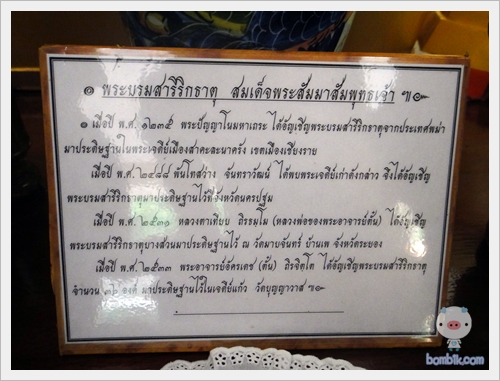 ๑ พระบรมสารีริกธาตุ สมเด็จพระสัมมาสัมพุทธเจ้า ฯ๛
๑ เมื่อปี พ.ศ. ๑๒๓๕ พระปัญญาโนมหาเถระ ได้อัญเชิญพระบรมสารีริกธาตุจากประเทศพม่า
มาประดิษฐานในพระเจดีย์เมืองสาคะละนาครัง เขตเมืองเชียงราย
เมื่อปี พ.ศ. ๒๔๘๘ พันโทสว่าง จันทราวัฒน์ ได้พบพระเจดีย์เก่าดังกล่าว จึงได้อัญเชิญ
พระบรมสารีริกธาตุมาประดิษฐานไว้ที่จังหวัดนครปฐม
เมื่อปี พ.ศ. ๒๕๓๑ หลวงตาเทียบ ถิรธมฺโม (หลวงพ่อรองพระอาจารย์ตั๋น) ได้อัญเชิญ
พระบรมสารีริกธาตุบางส่วนมาประดิษฐานไว้ ณ วัดมาบจันทร์ บ้านเพ จังหวัดระยอง
เมื่อปี พ.ศ. ๒๕๓๓ พระอาจารย์อัครเดช (ตั๋น) ถิรจิตฺโต ได้อัญเชิญพระบรมสารีริกธาตุ
จำนวน ๓๖ องค์ มาประดิษฐานไว้ในเจดีย์แก้ว วัดบุญญาวาส ฯ๛
bomb1k.com